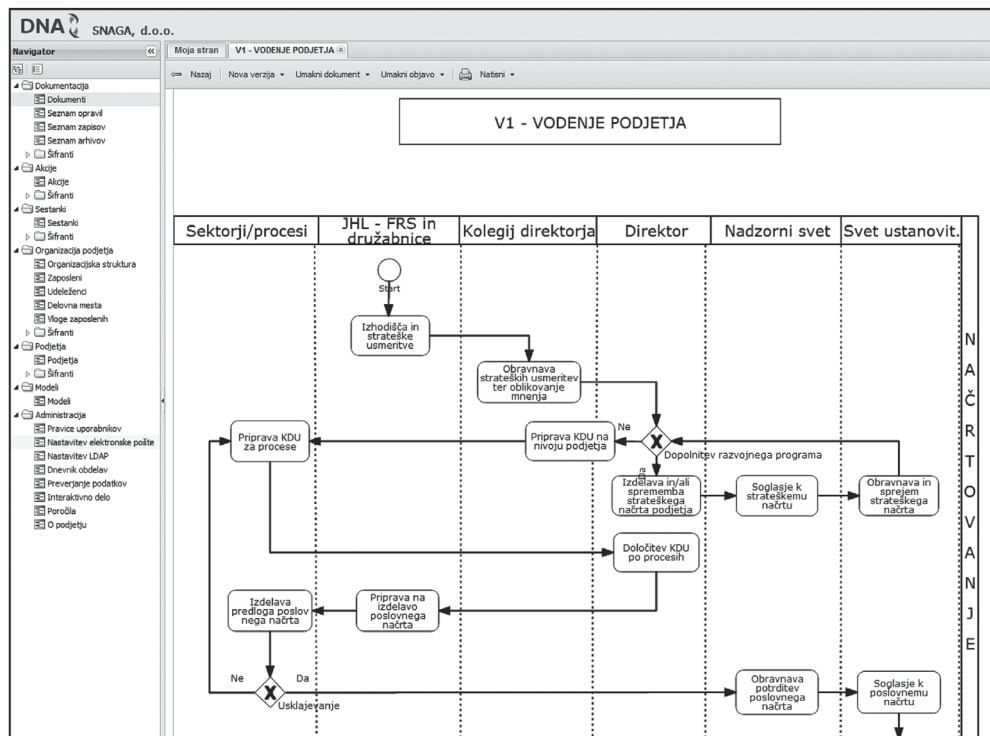 DNA SNAGA, d.o.o.
Navigator
Dokumentacija
Dokumenti
Seznam opravil
Seznam zapisov
Seznam arhivov
Šifranti
Akcije
Akcije
Šifranti
Sestanki
Sestanki
Šifranti
Organizacija podjetja
Organizacijska struktura
Zaposleni
Udeleženci
Delovna mesta
Vloge zaposlenih
Šifranti
Podjetja
Podjetja
Šifranti
Modeli
Modeli
Administracija
Pravice uporabnikov
Nastavitev elektronske pošte
Nastavitev LDAP
Dnevnik obdelav
Preverjanje podatkov
Interaktivno delo
Poročila
O podjetju
Moja stran V1 - VODENJE PODJETJA
Nazaj Nova verzija Umakni dokument Umakni objavo Natisni
V1 - VODENJE PODJETJA
Sektorji/procesi
JHL - FRS in
družabnice
Kolegij direktorja
Direktor
Nadzorni svet
Svet ustanovit.
Start
Izhodišča in
strateške
usmeritve
Obravnava
strateških usmeritev
ter oblikovanje
mnenja
Priprava KDU
za procese
Priprava KDU na
nivoju podjetja
Ne
X
Dopolnitev razvojnega programa
Da
Izdelava in/ali
sprememba
strateškega
načrta podjetja
Soglasje k
strateškemu
načrtu
Obravnava in
sprejem
strateškega
načrta
Določitev KDU
po procesih
Izdelava
predloga poslov
nega načrta
Priprava na
izdelavo
poslovnega
načrta
Ne
X
Da
Usklajevanje
Obravnava
potrditev
poslovnega
načrta
Soglasje k
poslovnemu
načrtu
N
A
Č
R
T
O
V
A
N
J
E